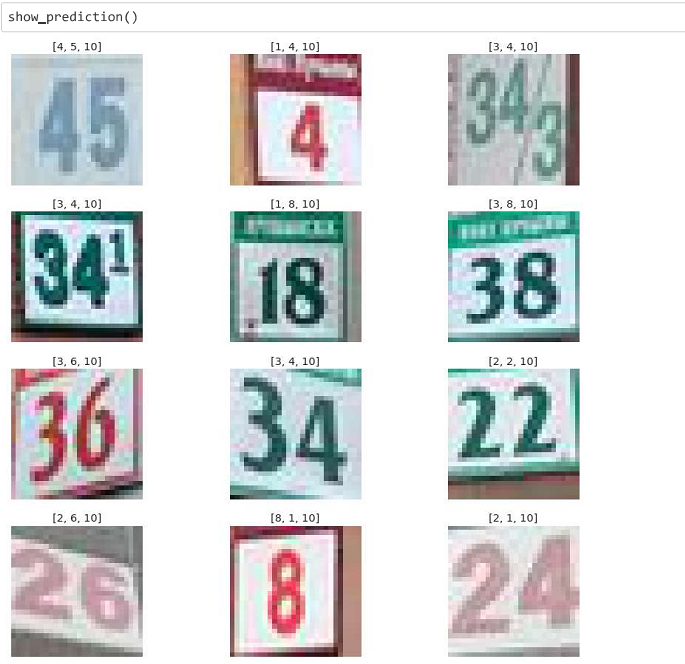 show_prediction()
[4, 5, 10] [1, 4, 10] [3, 4, 10]
45 4 34/3
[3, 4, 10] [1, 8, 10] [3, 8, 10]
34¹ 18 38
[3, 6, 10] [3, 4, 10] [2, 2, 10]
36 34 22
[2, 6, 10] [8, 1, 10] [2, 1, 10]
26 8 24